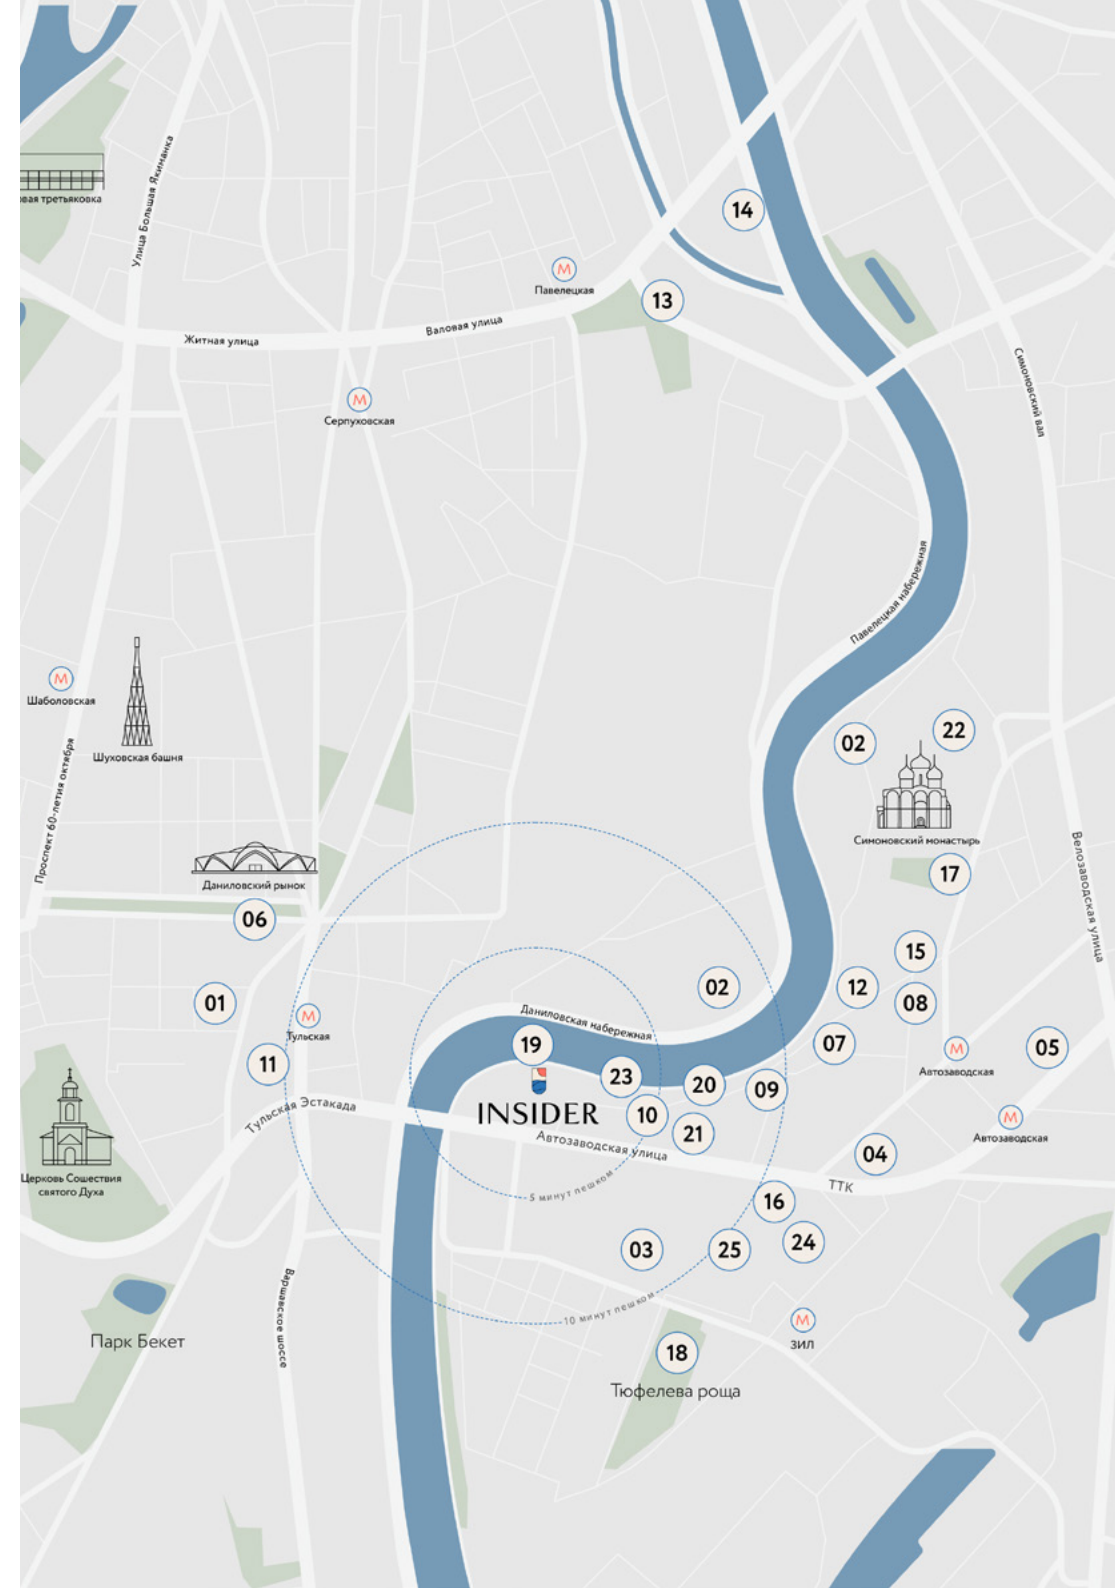 14
Улица Большая Якиманка
вая третьяковка
М
Павелецкая
13
Житная улица
Валовая улица
М
Серпуховская
Симоновский вал
Павелецкая набережная
М
Шаболовская
Шуховская башня
02
22
Проспект 60-летия октября
Симоновский монастырь
Велозаводская улица
Даниловский рынок
17
06
15
02
12
01
08
М
Тульская
Даниловская набережная
19
07
М
Автозаводская
05
11
23
20
09
INSIDER
10
21
Тульская Эстакада
Автозаводская улица
М
Автозаводская
04
Церковь Сошествия
святого Духа
5 минут пешком
ТТК
16
03
25
24
Варшавское шоссе
10 минут пешком
М
ЗИЛ
Парк Бекет
18
Тюфелева роща